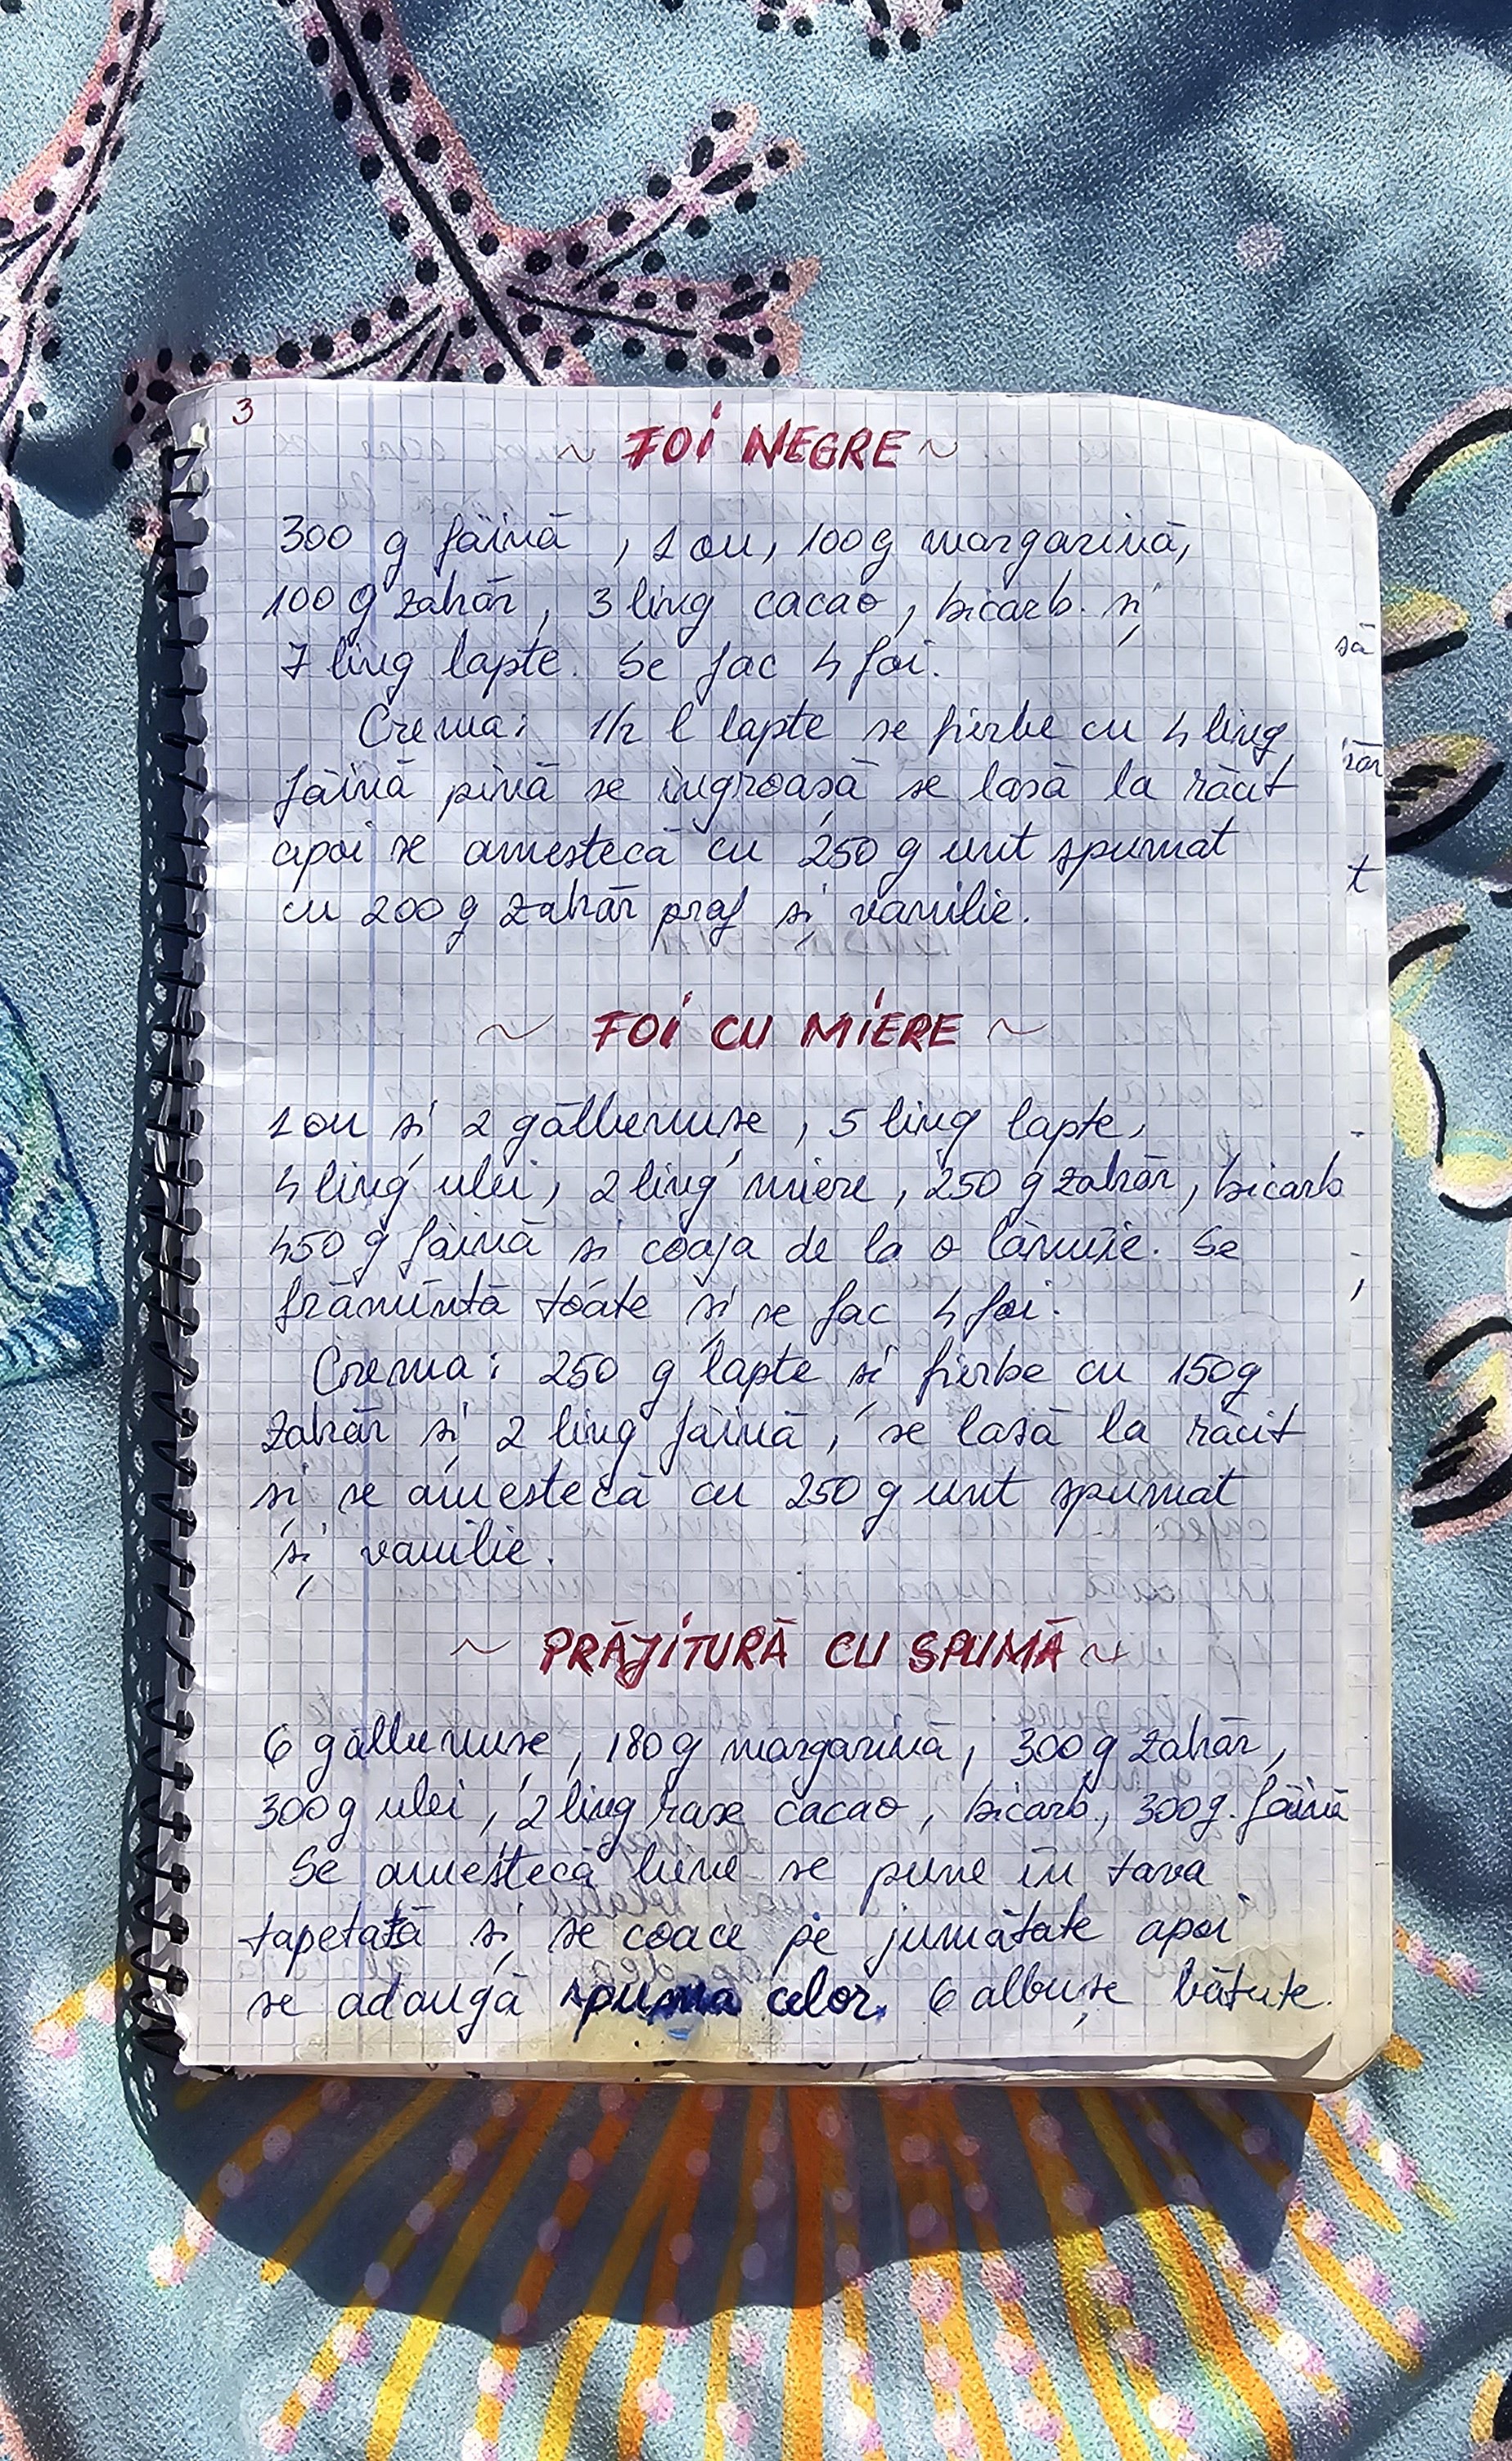 3
~ FOI NEGRE ~
300 g făină, 1 ou, 100 g margarină,
100 g zahăr, 3 ling cacao, bicarb. și
7 ling lapte. Se fac 4 foi.
Crema: 1/2 l lapte se fierbe cu 4 ling
făină pînă se îngroașă se lasă la răcit
apoi se amestecă cu 250 g unt spumat
cu 200 g zahăr praf și vanilie.
~ FOI CU MIERE ~
1 ou și 2 gălbenușe, 5 ling lapte,
4 ling ulei, 2 ling miere, 250 g zahăr, bicarb
450 g făină și coaja de la o lămîie. Se
frămîntă toate și se fac 4 foi.
Crema: 250 g lapte și fierbe cu 150 g
zahăr și 2 ling făină, se lasă la răcit
și se amestecă cu 250 g unt spumat
și vanilie.
~ PRĂJITURĂ CU SPUMĂ ~
6 gălbenușe, 180 g margarină, 300 g zahăr,
300 g ulei, 2 ling rase cacao, bicarb, 300 g. făină
Se amestecă bine se pune în tava
tapetată și se coace pe jumătate apoi
se adaugă spuma celor 6 albușe bătute.
să
t